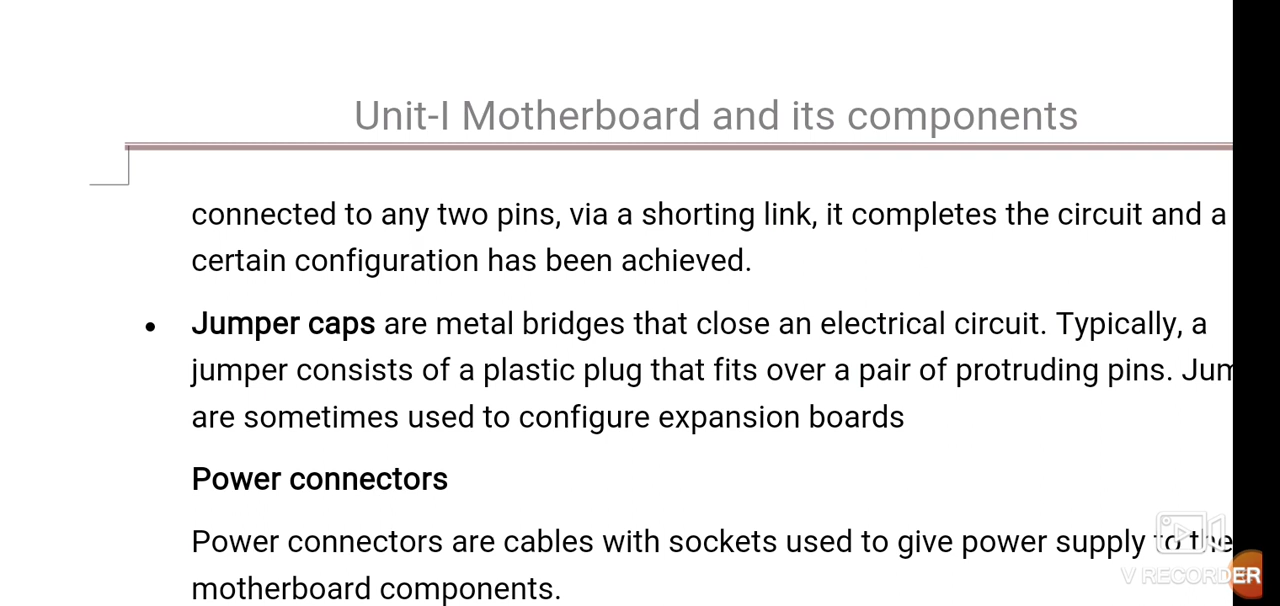 Unit-I Motherboard and its components
connected to any two pins, via a shorting link, it completes the circuit and a
certain configuration has been achieved.
• Jumper caps are metal bridges that close an electrical circuit. Typically, a
jumper consists of a plastic plug that fits over a pair of protruding pins. Jum
are sometimes used to configure expansion boards
Power connectors
Power connectors are cables with sockets used to give power supply to the
motherboard components.
V RECORDER